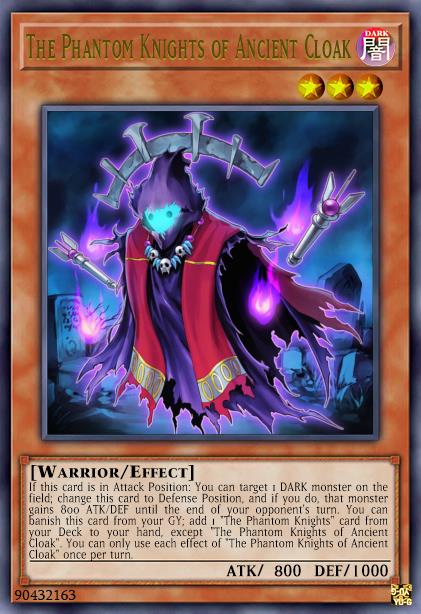 The Phantom Knights of Ancient Cloak
DARK
闇
[Warrior/Effect]
If this card is in Attack Position: You can target 1 DARK monster on the
field; change this card to Defense Position, and if you do, that monster
gains 800 ATK/DEF until the end of your opponent's turn. You can
banish this card from your GY; add 1 "The Phantom Knights" card from
your Deck to your hand, except "The Phantom Knights of Ancient
Cloak". You can only use each effect of "The Phantom Knights of Ancient
Cloak" once per turn.
ATK/ 800 DEF/1000
90432163